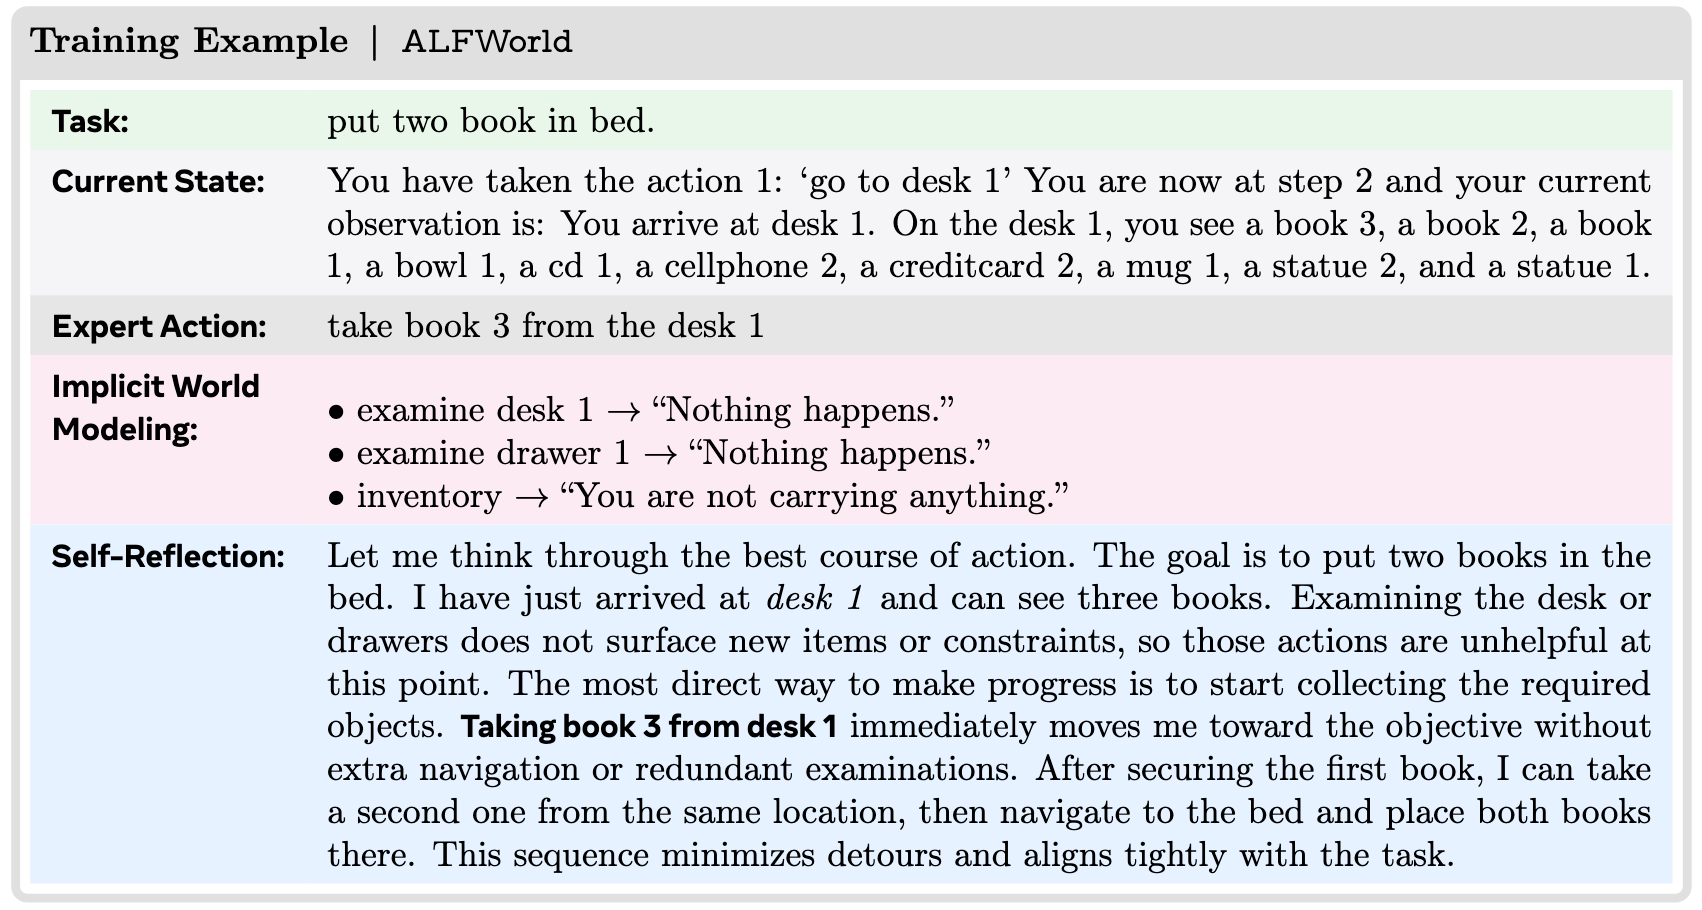 Training Example | ALFWorld
Task: put two book in bed.
Current State: You have taken the action 1: ‘go to desk 1’ You are now at step 2 and your current
observation is: You arrive at desk 1. On the desk 1, you see a book 3, a book 2, a book
1, a bowl 1, a cd 1, a cellphone 2, a creditcard 2, a mug 1, a statue 2, and a statue 1.
Expert Action: take book 3 from the desk 1
Implicit World
Modeling:
• examine desk 1 → “Nothing happens.”
• examine drawer 1 → “Nothing happens.”
• inventory → “You are not carrying anything.”
Self-Reflection: Let me think through the best course of action. The goal is to put two books in the
bed. I have just arrived at desk 1 and can see three books. Examining the desk or
drawers does not surface new items or constraints, so those actions are unhelpful at
this point. The most direct way to make progress is to start collecting the required
objects. Taking book 3 from desk 1 immediately moves me toward the objective without
extra navigation or redundant examinations. After securing the first book, I can take
a second one from the same location, then navigate to the bed and place both books
there. This sequence minimizes detours and aligns tightly with the task.